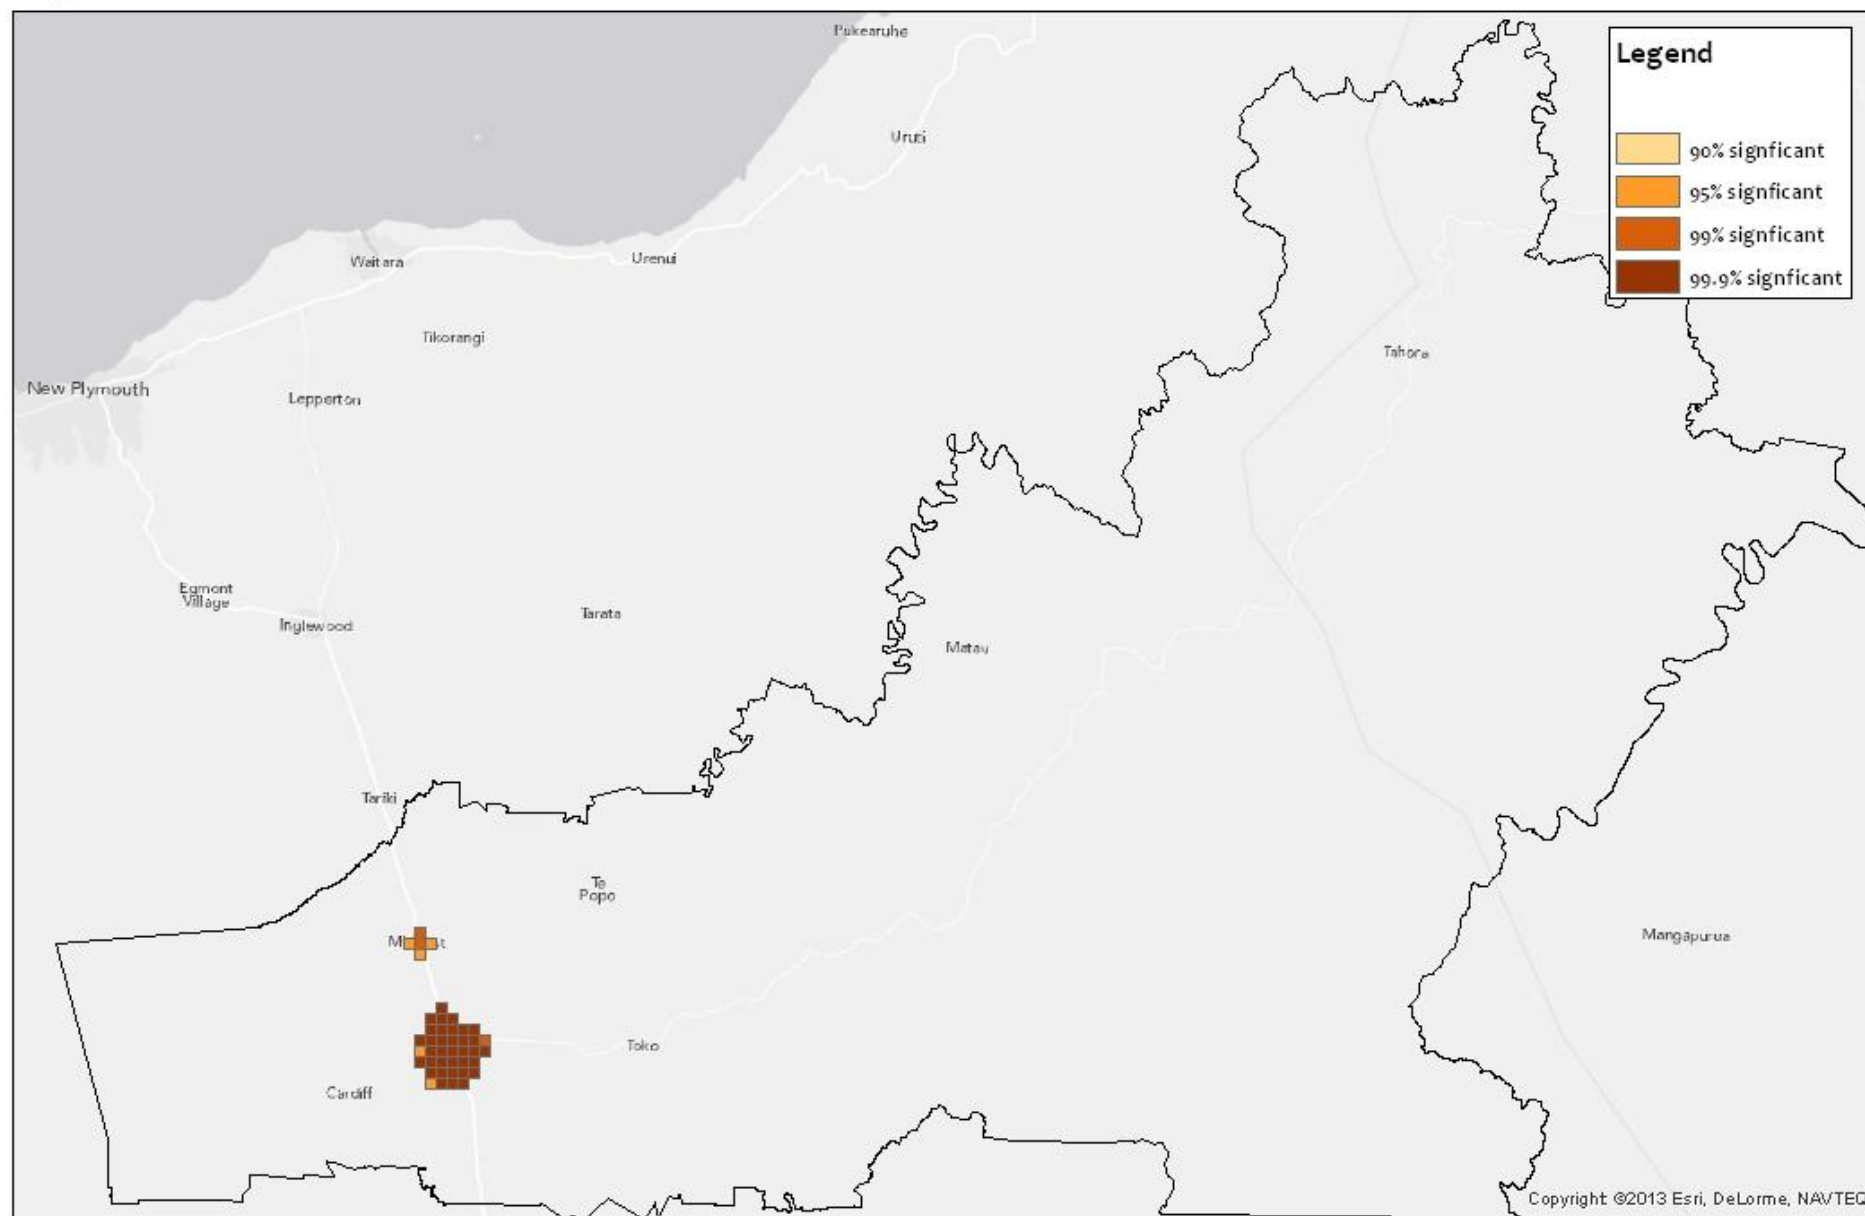 Pukearuhe
Legend
Uruti
90% signficant
95% signficant
99% signficant
99.9% signficant
Waitara
Urenui
Tikorangi
Tahora
New Plymouth
Lepperton
Egmont
Village
Inglewood
Tarata
Matau
Tariki
Te
Popo
Mangapurua
Toko
Cardiff
Copyright ©2013 Esri, DeLorme, NAVTEQ